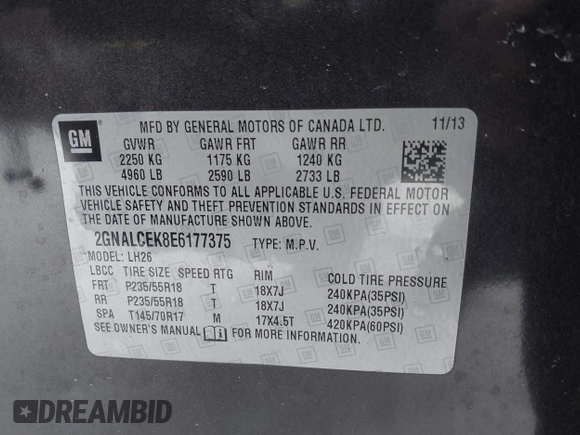 GM
MFD BY GENERAL MOTORS OF CANADA LTD. 11/13
GVWR GAWR FRT GAWR RR
2250 KG 1175 KG 1240 KG
4960 LB 2590 LB 2733 LB
THIS VEHICLE CONFORMS TO ALL APPLICABLE U.S. FEDERAL MOTOR
VEHICLE SAFETY AND THEFT PREVENTION STANDARDS IN EFFECT ON
THE DATE OF MANUFACTURE SHOWN ABOVE.
2GNALCEK8E6177375 TYPE: M.P.V.
MODEL: LH26
LBCC TIRE SIZE SPEED RTG RIM COLD TIRE PRESSURE
FRT P235/55R18 T 18X7J 240KPA(35PSI)
RR P235/55R18 T 18X7J 240KPA(35PSI)
SPA T145/70R17 M 17X4.5T 420KPA(60PSI)
SEE OWNER'S MANUAL FOR MORE INFORMATION.
DREAMBID